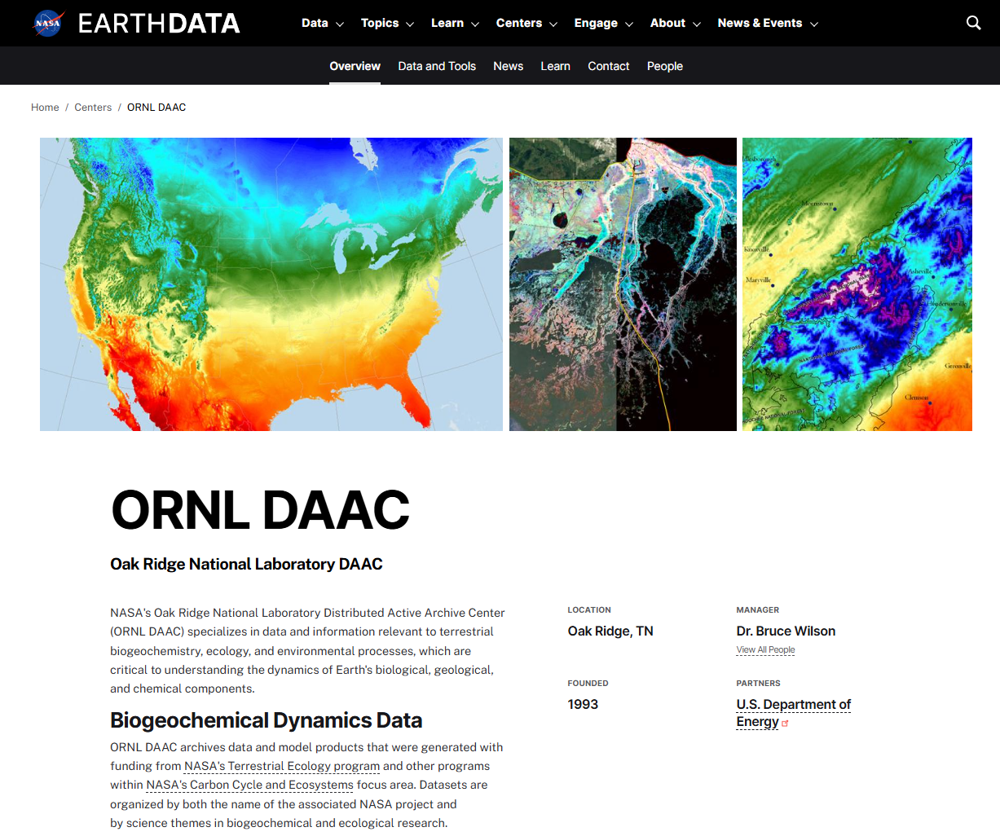 NASA EARTHDATA Data Topics Learn Centers Engage About News & Events
Overview Data and Tools News Learn Contact People
Home / Centers / ORNL DAAC
Morristown
Knoxville
Maryville
Asheville
Hendersonville
Greenville
Clemson
ORNL DAAC
Oak Ridge National Laboratory DAAC
NASA's Oak Ridge National Laboratory Distributed Active Archive Center
(ORNL DAAC) specializes in data and information relevant to terrestrial
biogeochemistry, ecology, and environmental processes, which are
critical to understanding the dynamics of Earth's biological, geological,
and chemical components.
Biogeochemical Dynamics Data
ORNL DAAC archives data and model products that were generated with
funding from NASA's Terrestrial Ecology program and other programs
within NASA's Carbon Cycle and Ecosystems focus area. Datasets are
organized by both the name of the associated NASA project and
by science themes in biogeochemical and ecological research.
LOCATION
Oak Ridge, TN
MANAGER
Dr. Bruce Wilson
View All People
FOUNDED
1993
PARTNERS
U.S. Department of
Energy